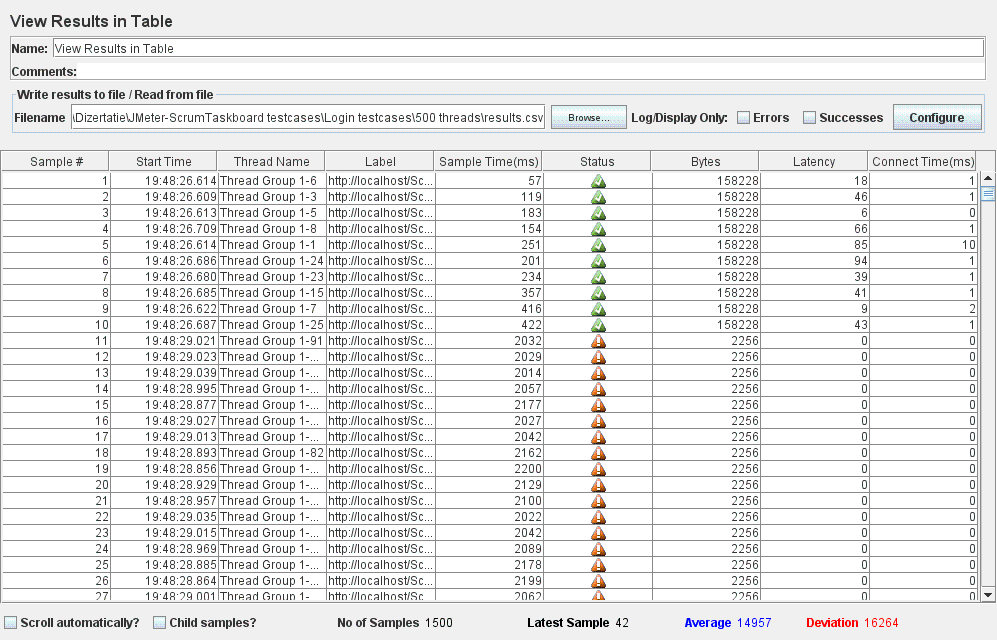 View Results in Table
Name: View Results in Table
Comments:
Write results to file / Read from file
Filename \Dizertatie\JMeter-ScrumTaskboard testcases\Login testcases\500 threads\results.csv Browse... Log/Display Only: Errors Successes Configure
Sample # Start Time Thread Name Label Sample Time(ms) Status Bytes Latency Connect Time(ms)
1 19:48:26.614 Thread Group 1-6 http://localhost/Sc... 57 158228 18 1
2 19:48:26.609 Thread Group 1-3 http://localhost/Sc... 119 158228 46 1
3 19:48:26.613 Thread Group 1-5 http://localhost/Sc... 183 158228 6 0
4 19:48:26.709 Thread Group 1-8 http://localhost/Sc... 154 158228 66 1
5 19:48:26.614 Thread Group 1-1 http://localhost/Sc... 251 158228 85 10
6 19:48:26.686 Thread Group 1-24 http://localhost/Sc... 201 158228 94 1
7 19:48:26.680 Thread Group 1-23 http://localhost/Sc... 234 158228 39 1
8 19:48:26.685 Thread Group 1-15 http://localhost/Sc... 357 158228 41 1
9 19:48:26.622 Thread Group 1-7 http://localhost/Sc... 416 158228 9 2
10 19:48:26.687 Thread Group 1-25 http://localhost/Sc... 422 158228 43 1
11 19:48:29.021 Thread Group 1-91 http://localhost/Sc... 2032 2256 0 0
12 19:48:29.023 Thread Group 1-... http://localhost/Sc... 2029 2256 0 0
13 19:48:29.039 Thread Group 1-... http://localhost/Sc... 2014 2256 0 0
14 19:48:28.995 Thread Group 1-... http://localhost/Sc... 2057 2256 0 0
15 19:48:28.877 Thread Group 1-... http://localhost/Sc... 2177 2256 0 0
16 19:48:29.027 Thread Group 1-... http://localhost/Sc... 2027 2256 0 0
17 19:48:29.013 Thread Group 1-... http://localhost/Sc... 2042 2256 0 0
18 19:48:28.893 Thread Group 1-82 http://localhost/Sc... 2162 2256 0 0
19 19:48:28.856 Thread Group 1-... http://localhost/Sc... 2200 2256 0 0
20 19:48:28.929 Thread Group 1-... http://localhost/Sc... 2129 2256 0 0
21 19:48:28.957 Thread Group 1-... http://localhost/Sc... 2100 2256 0 0
22 19:48:29.035 Thread Group 1-... http://localhost/Sc... 2022 2256 0 0
23 19:48:29.015 Thread Group 1-... http://localhost/Sc... 2042 2256 0 0
24 19:48:28.969 Thread Group 1-... http://localhost/Sc... 2089 2256 0 0
25 19:48:28.885 Thread Group 1-... http://localhost/Sc... 2178 2256 0 0
26 19:48:28.864 Thread Group 1-... http://localhost/Sc... 2199 2256 0 0
27 19:48:29.001 Thread Group 1- http://localhost/Sc... 2062 2256 0 0
Scroll automatically? Child samples? No of Samples 1500 Latest Sample 42 Average 14957 Deviation 16264